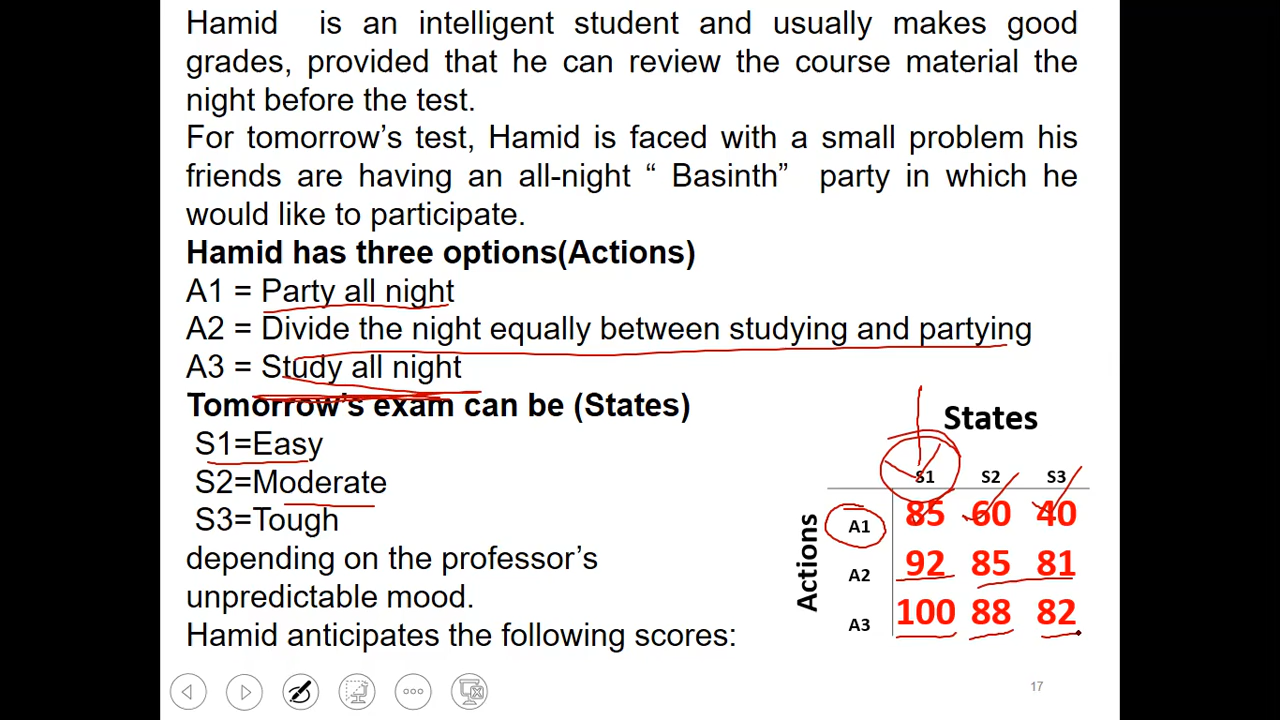 Hamid is an intelligent student and usually makes good
grades, provided that he can review the course material the
night before the test.
For tomorrow's test, Hamid is faced with a small problem his
friends are having an all-night “ Basinth” party in which he
would like to participate.
Hamid has three options(Actions)
A1 = Party all night
A2 = Divide the night equally between studying and partying
A3 = Study all night
Tomorrow's exam can be (States)
S1=Easy
S2=Moderate
S3=Tough
depending on the professor's
unpredictable mood.
Hamid anticipates the following scores:
States
S1 S2 S3
Actions
A1 85 60 40
A2 92 85 81
A3 100 88 82
17